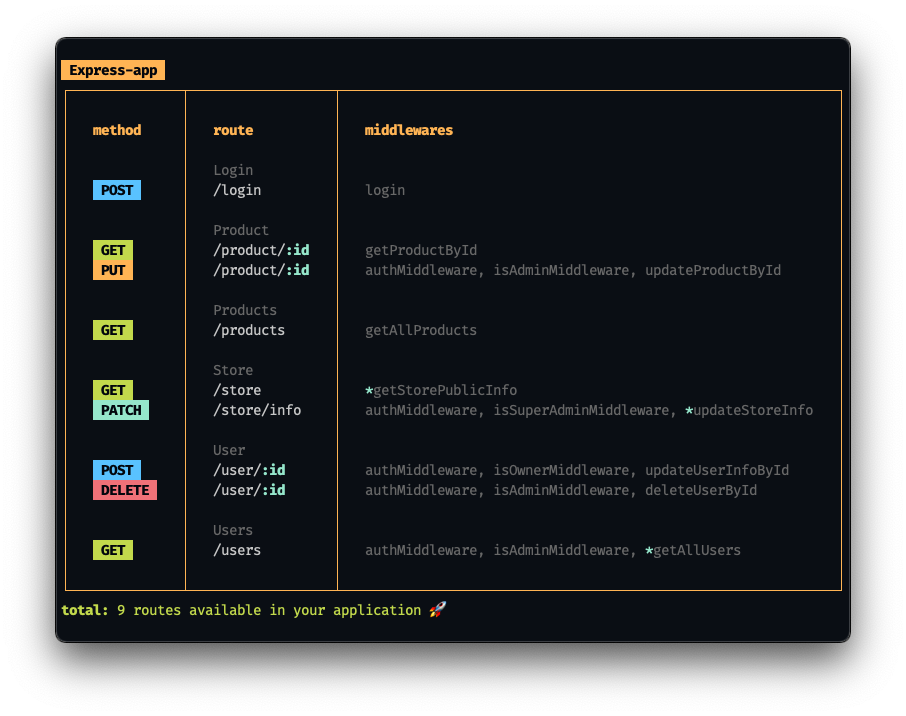 Express-app
method route middlewares
Login
POST /login login
Product
GET /product/:id getProductById
PUT /product/:id authMiddleware, isAdminMiddleware, updateProductById
Products
GET /products getAllProducts
Store
GET /store *getStorePublicInfo
PATCH /store/info authMiddleware, isSuperAdminMiddleware, *updateStoreInfo
User
POST /user/:id authMiddleware, isOwnerMiddleware, updateUserInfoById
DELETE /user/:id authMiddleware, isAdminMiddleware, deleteUserById
Users
GET /users authMiddleware, isAdminMiddleware, *getAllUsers
total: 9 routes available in your application 🚀